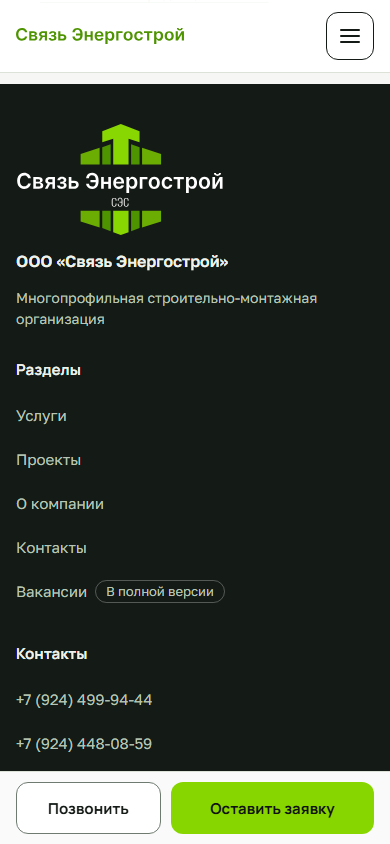 Связь Энергострой
Связь Энергострой
СЭС
ООО «Связь Энергострой»
Многопрофильная строительно-монтажная
организация
Разделы
Услуги
Проекты
О компании
Контакты
Вакансии В полной версии
Контакты
+7 (924) 499-94-44
+7 (924) 448-08-59
Позвонить Оставить заявку